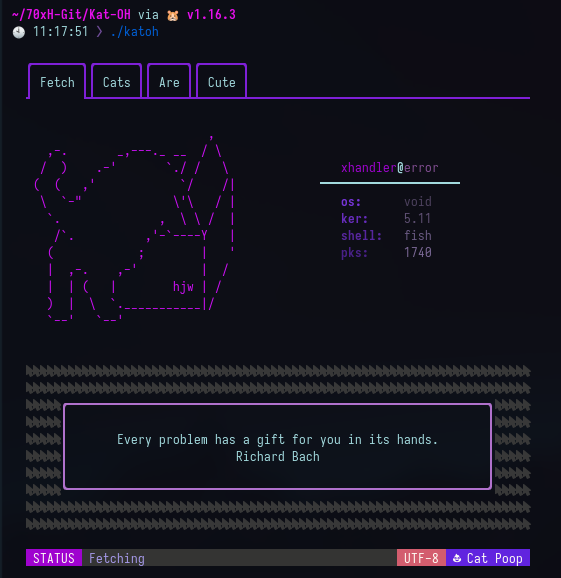 ~/70xH-Git/Kat-OH via 🐹 v1.16.3
🕙 11:17:51 ❯ ./katoh
Fetch Cats Are Cute
xhandler@error
os: void
ker: 5.11
shell: fish
pks: 1740
hjw
Every problem has a gift for you in its hands.
Richard Bach
STATUS Fetching UTF-8 Cat Poop